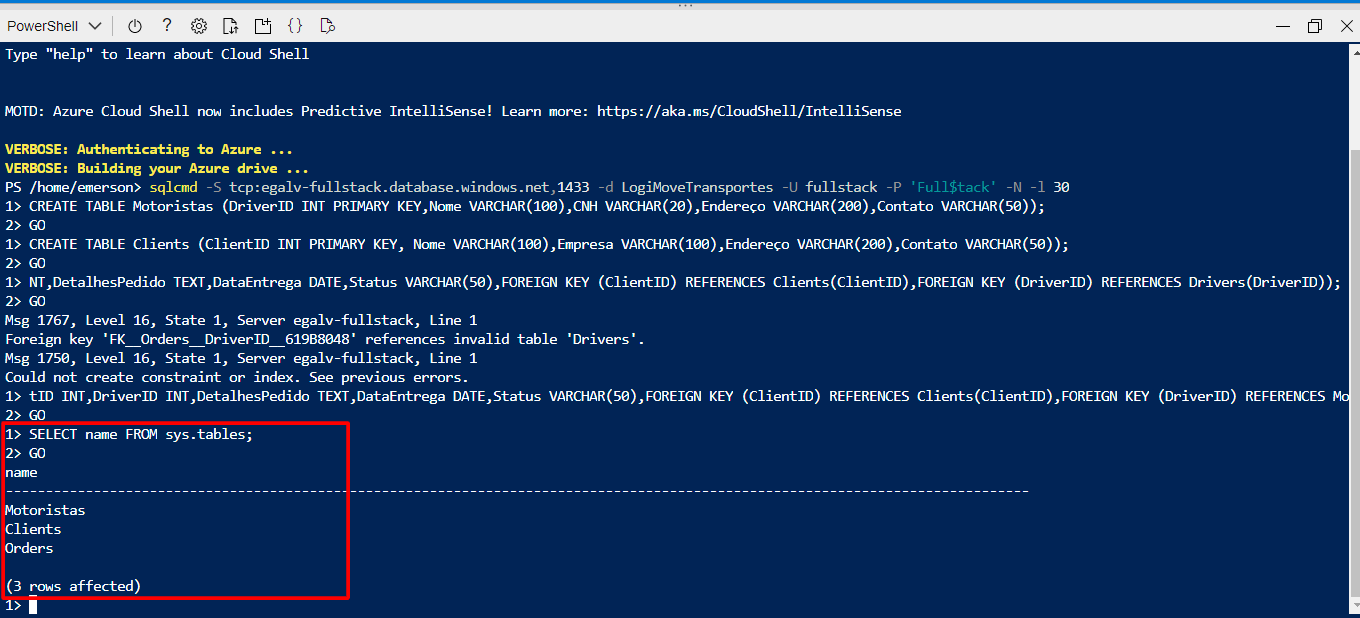 PowerShell
Type "help" to learn about Cloud Shell
MOTD: Azure Cloud Shell now includes Predictive IntelliSense! Learn more: https://aka.ms/CloudShell/IntelliSense
VERBOSE: Authenticating to Azure ...
VERBOSE: Building your Azure drive ...
PS /home/emerson> sqlcmd -S tcp:egalv-fullstack.database.windows.net,1433 -d LogiMoveTransportes -U fullstack -P 'Full$tack' -N -l 30
1> CREATE TABLE Motoristas (DriverID INT PRIMARY KEY,Nome VARCHAR(100),CNH VARCHAR(20),Endereço VARCHAR(200),Contato VARCHAR(50));
2> GO
1> CREATE TABLE Clients (ClientID INT PRIMARY KEY, Nome VARCHAR(100),Empresa VARCHAR(100),Endereço VARCHAR(200),Contato VARCHAR(50));
2> GO
1> NT,DetalhesPedido TEXT,DataEntrega DATE,Status VARCHAR(50),FOREIGN KEY (ClientID) REFERENCES Clients(ClientID),FOREIGN KEY (DriverID) REFERENCES Drivers(DriverID));
2> GO
Msg 1767, Level 16, State 1, Server egalv-fullstack, Line 1
Foreign key 'FK__Orders__DriverID__619B8048' references invalid table 'Drivers'.
Msg 1750, Level 16, State 1, Server egalv-fullstack, Line 1
Could not create constraint or index. See previous errors.
1> tID INT,DriverID INT,DetalhesPedido TEXT,DataEntrega DATE,Status VARCHAR(50),FOREIGN KEY (ClientID) REFERENCES Clients(ClientID),FOREIGN KEY (DriverID) REFERENCES Mo
2> GO
1> SELECT name FROM sys.tables;
2> GO
name
--------------------------------------------------------------------------------------------------------------------------------
Motoristas
Clients
Orders
(3 rows affected)
1>